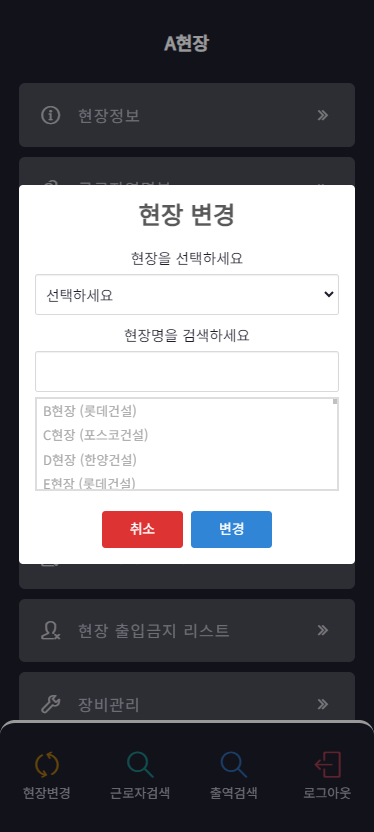 A현장
현장정보
현장 변경
현장을 선택하세요
선택하세요
현장명을 검색하세요
B현장 (롯데건설)
C현장 (포스코건설)
D현장 (한양건설)
E현장 (롯데건설)
취소
변경
현장 출입금지 리스트
장비관리
현장변경
근로자검색
출역검색
로그아웃